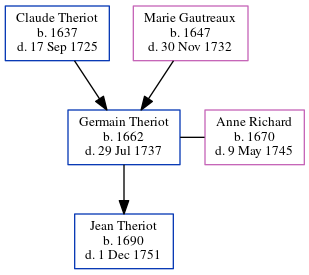 Claude Theriot
b. 1637
d. 17 Sep 1725
Marie Gautreaux
b. 1647
d. 30 Nov 1732
Germain Theriot
b. 1662
d. 29 Jul 1737
Anne Richard
b. 1670
d. 9 May 1745
Jean Theriot
b. 1690
d. 1 Dec 1751